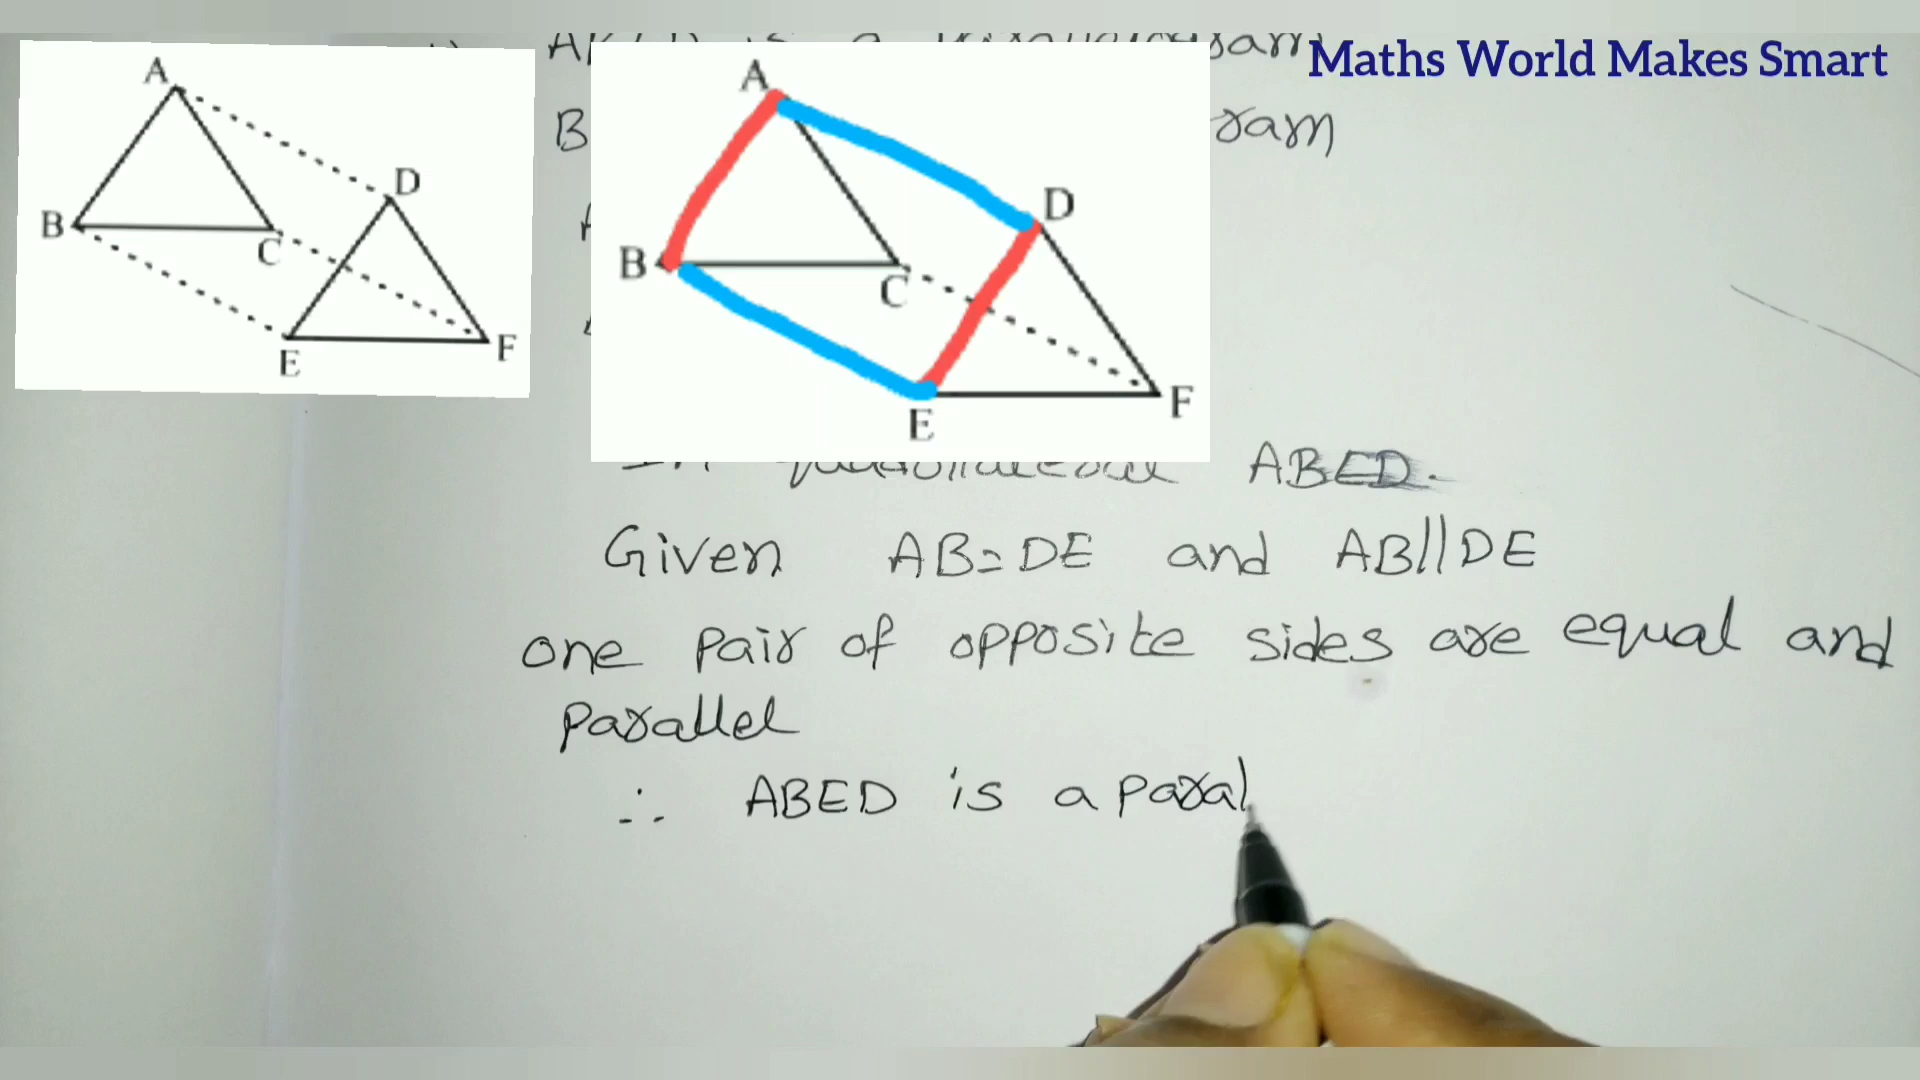 Maths World Makes Smart
A
B
C
D
E
F
A
B
C
D
E
F
B
ram
ABED.
Given AB=DE and AB||DE
one pair of opposite sides are equal and
parallel
∴ ABED is a paral